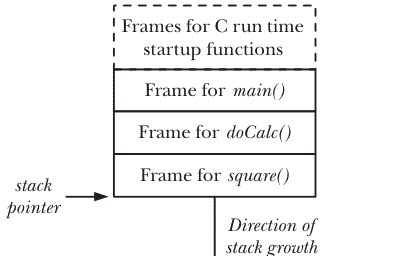 Frames for C run time
startup functions
Frame for main()
Frame for doCalc()
Frame for square()
stack
pointer
Direction of
stack growth